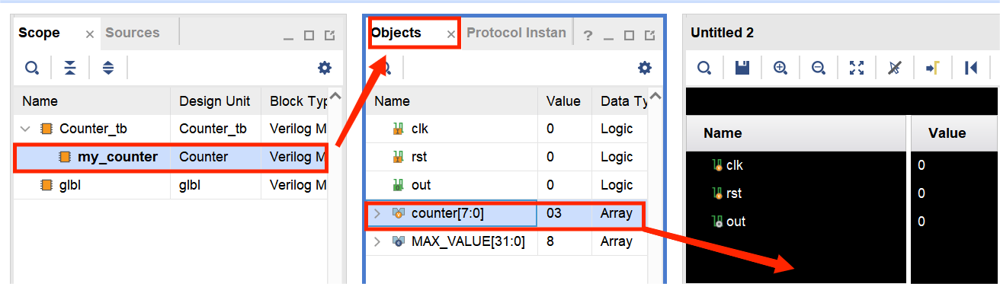 Scope × Sources
Name Design Unit Block Typ
Counter_tb Counter_tb Verilog M
my_counter Counter Verilog M
glbl glbl Verilog M
Objects × Protocol Instan ?
Name Value Data Ty
clk 0 Logic
rst 0 Logic
out 0 Logic
counter[7:0] 03 Array
MAX_VALUE[31:0] 8 Array
Untitled 2
Name Value
clk 0
rst 0
out 0